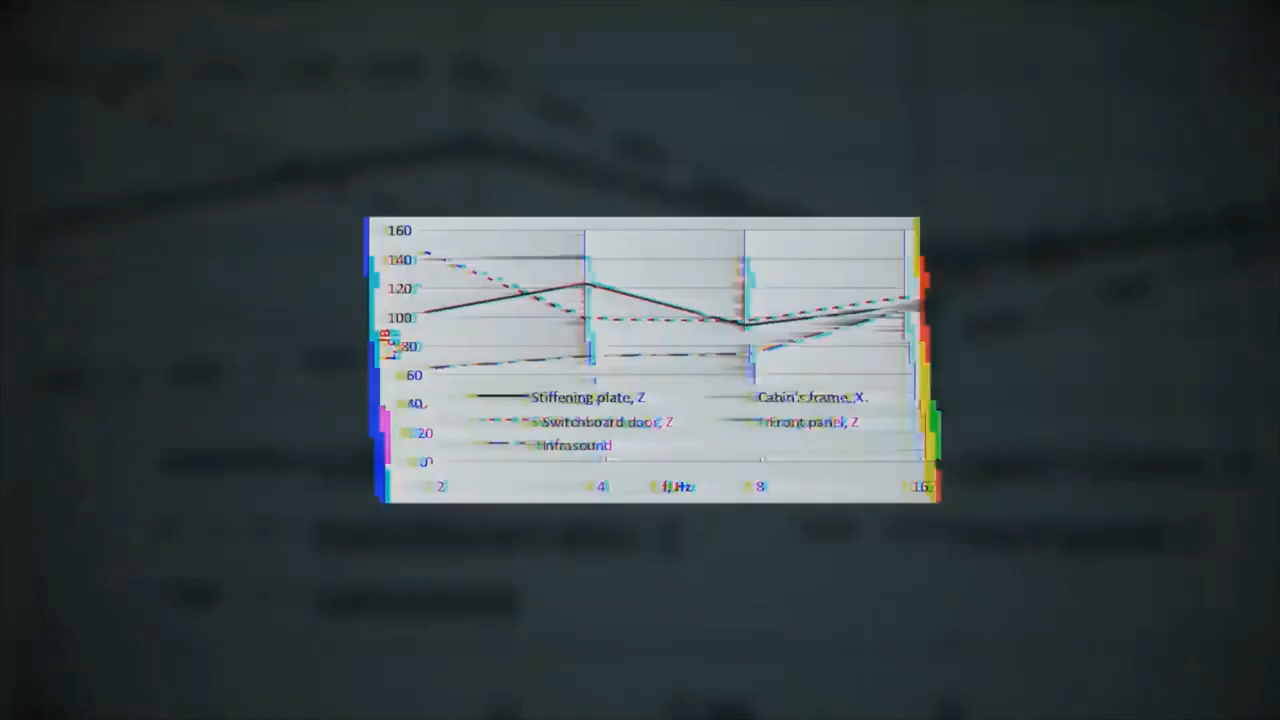 160
140
120
100
L, dB
80
60
40
20
0
Stiffening plate, Z
Cabin's frame, X
Switchboard door, Z
Front panel, Z
Infrasound
2 4 f, Hz 8 16